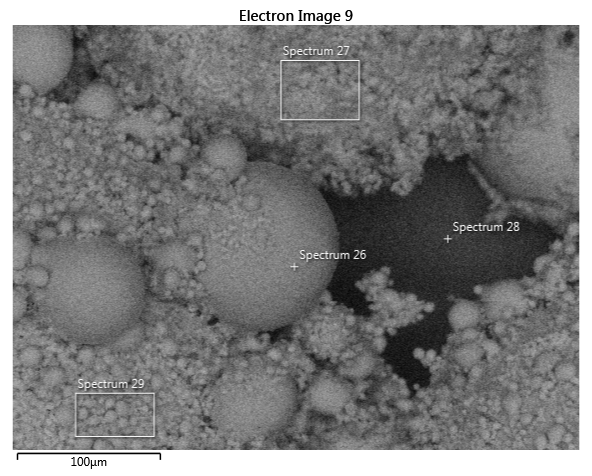 Electron Image 9
Spectrum 27
Spectrum 28
Spectrum 26
Spectrum 29
100μm